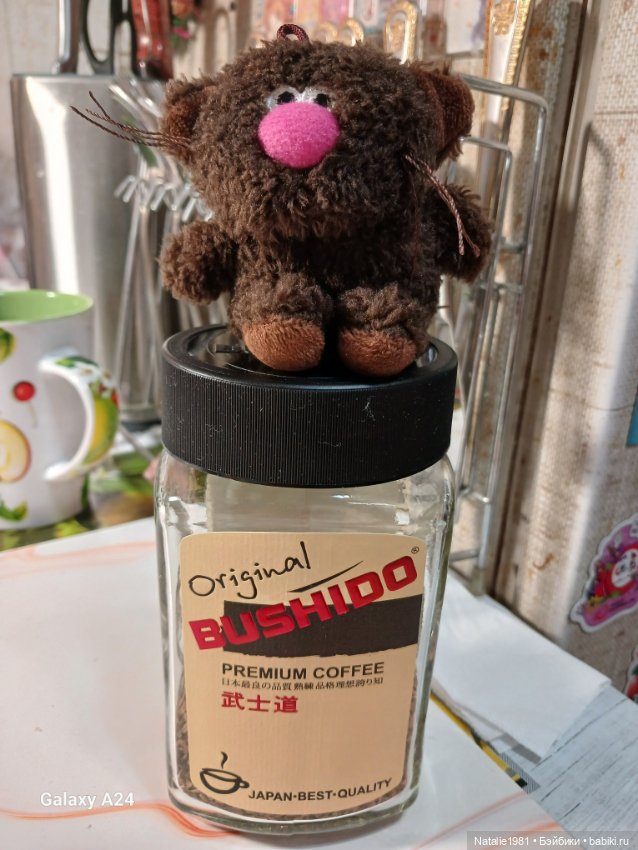 Original
BUSHIDO®
PREMIUM COFFEE
日本最良の品質 熟練品格理想誇り知
武士道
JAPAN-BEST-QUALITY
Galaxy A24
Natalie1981 • Бэйбики • babiki.ru